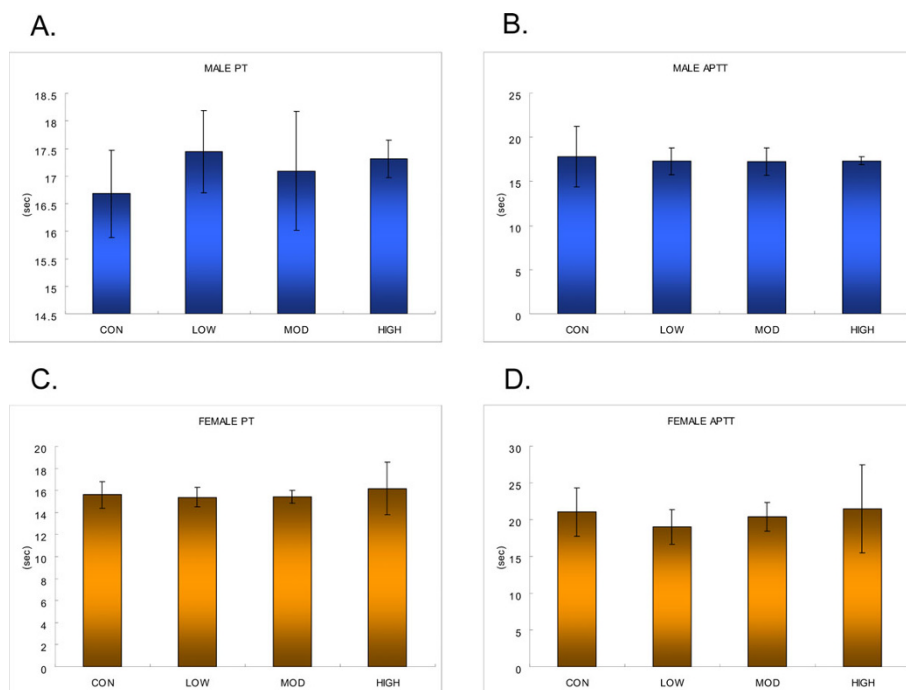 A.
MALE PT
18.5
18
17.5
17
16.5
16
15.5
15
14.5
(sec)
CON LOW MOD HIGH
B.
MALE APTT
25
20
15
10
5
0
(sec)
CON LOW MOD HIGH
C.
FEMALE PT
20
18
16
14
12
10
8
6
4
2
0
(sec)
CON LOW MOD HIGH
D.
FEMALE APTT
30
25
20
15
10
5
0
(sec)
CON LOW MOD HIGH